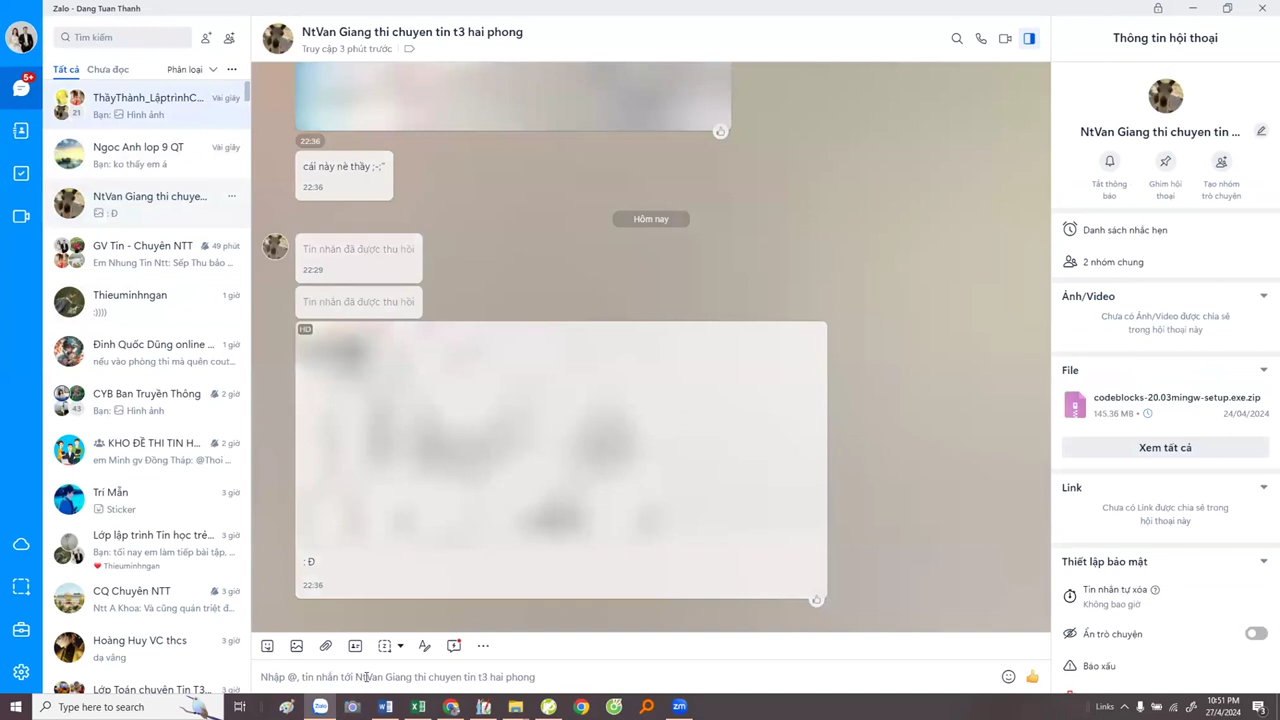 Zalo - Dang Tuan Thanh
Tìm kiếm
Tất cả
Chưa đọc
Phân loại
ThầyThành_LậptrinhC...
Vài giây
21
Bạn: Hình ảnh
Ngoc Anh lop 9 QT
Vài giây
Bạn: ko thấy em á
NtVan Giang thi chuye...
: Đ
GV Tin - Chuyên NTT
49 phút
Em Nhung Tin Ntt: Sếp Thu bảo ...
Thieuminhngan
1 giờ
:))))
Đinh Quốc Dũng online ...
1 giờ
nếu vào phòng thi mà quên cout...
CYB Ban Truyền Thông
2 giờ
43
Bạn: Hình ảnh
KHO ĐỀ THI TIN H...
2 giờ
em Minh gv Đồng Tháp: @Thoi ...
Trí Mẫn
3 giờ
Sticker
Lớp lập trình Tin học trẻ...
3 giờ
Bạn: tối nay em làm tiếp bài tập, ...
Thieuminhngan
CQ Chuyên NTT
3 giờ
Ntt A Khoa: Và cũng quán triệt đ...
Hoàng Huy VC thcs
3 giờ
dạ vâng
Lớp Toán chuyên Tin T3...
3 giờ
NtVan Giang thi chuyen tin t3 hai phong
Truy cập 3 phút trước
22:36
cái này nè thầy ;-;"
22:36
Hôm nay
Tin nhắn đã được thu hồi
22:29
Tin nhắn đã được thu hồi
HD
: Đ
22:36
Nhập @, tin nhắn tới NtVan Giang thi chuyen tin t3 hai phong
Thông tin hội thoại
NtVan Giang thi chuyen tin ...
Tắt thông báo
Ghim hội thoại
Tạo nhóm trò chuyện
Danh sách nhắc hẹn
2 nhóm chung
Ảnh/Video
Chưa có Ảnh/Video được chia sẻ
trong hội thoại này
File
codeblocks-20.03mingw-setup.exe.zip
145.36 MB
24/04/2024
Xem tất cả
Link
Chưa có Link được chia sẻ trong
hội thoại này
Thiết lập bảo mật
Tin nhắn tự xóa
Không bao giờ
Ẩn trò chuyện
Báo xấu
Type here to search
Links
10:51 PM
27/4/2024